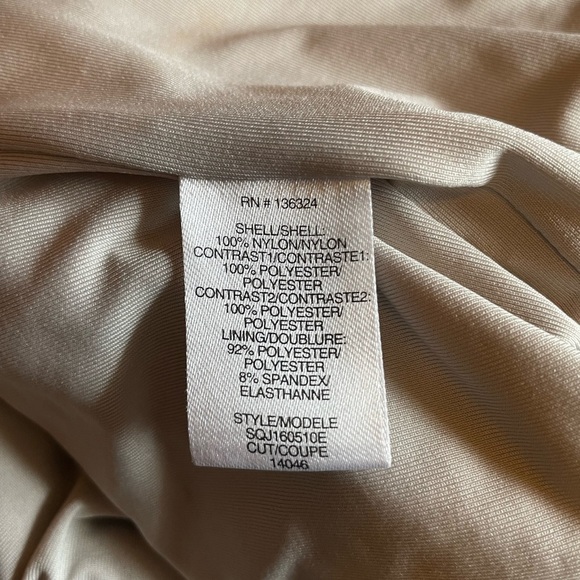 RN # 136324
SHELL/SHELL:
100% NYLON/NYLON
CONTRAST1/CONTRASTE1:
100% POLYESTER/
POLYESTER
CONTRAST2/CONTRASTE2:
100% POLYESTER/
POLYESTER
LINING/DOUBLURE:
92% POLYESTER/
POLYESTER
8% SPANDEX/
ELASTHANNE
STYLE/MODELE
SQJ160510E
CUT/COUPE
14046